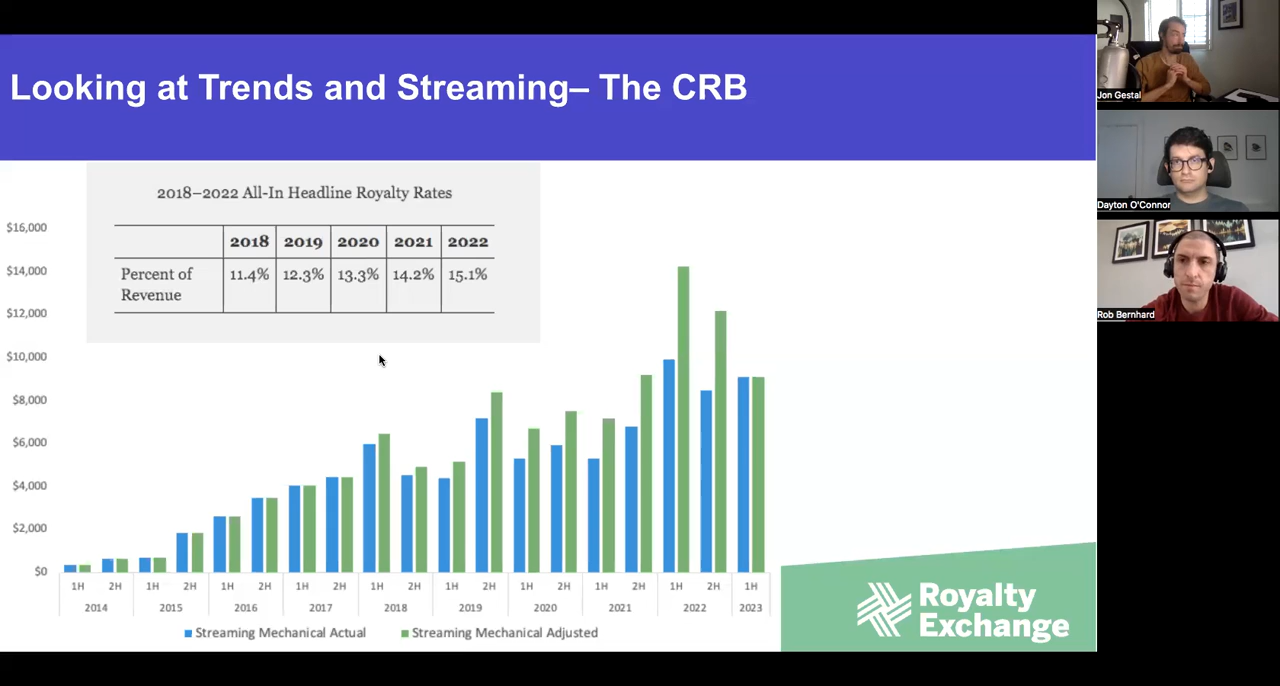 Looking at Trends and Streaming– The CRB
2018–2022 All-In Headline Royalty Rates
2018 2019 2020 2021 2022
Percent of Revenue 11.4% 12.3% 13.3% 14.2% 15.1%
$16,000
$14,000
$12,000
$10,000
$8,000
$6,000
$4,000
$2,000
$0
1H 2H 1H 2H 1H 2H 1H 2H 1H 2H 1H 2H 1H 2H 1H 2H 1H 2H 1H
2014 2015 2016 2017 2018 2019 2020 2021 2022 2023
Streaming Mechanical Actual Streaming Mechanical Adjusted
Royalty
Exchange
Jon Gestal
Dayton O'Connor
Rob Bernhard